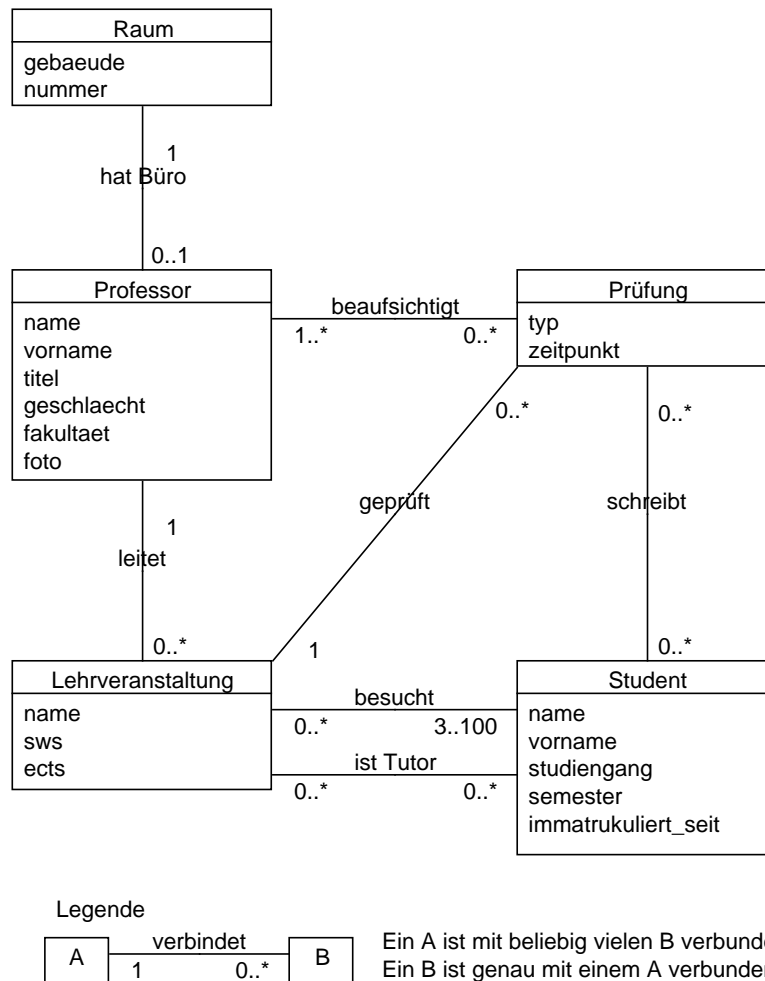 Raum
gebaeude
nummer
1
hat Büro
0..1
Professor
name
vorname
titel
geschlaecht
fakultaet
foto
beaufsichtigt
1..*
0..*
Prüfung
typ
zeitpunkt
0..*
0..*
geprüft
schreibt
1
leitet
0..*
1
0..*
Lehrveranstaltung
name
sws
ects
besucht
0..*
3..100
ist Tutor
0..*
0..*
Student
name
vorname
studiengang
semester
immatrukuliert_seit
Legende
A
verbindet
1
0..*
B
Ein A ist mit beliebig vielen B verbunde
Ein B ist genau mit einem A verbunden